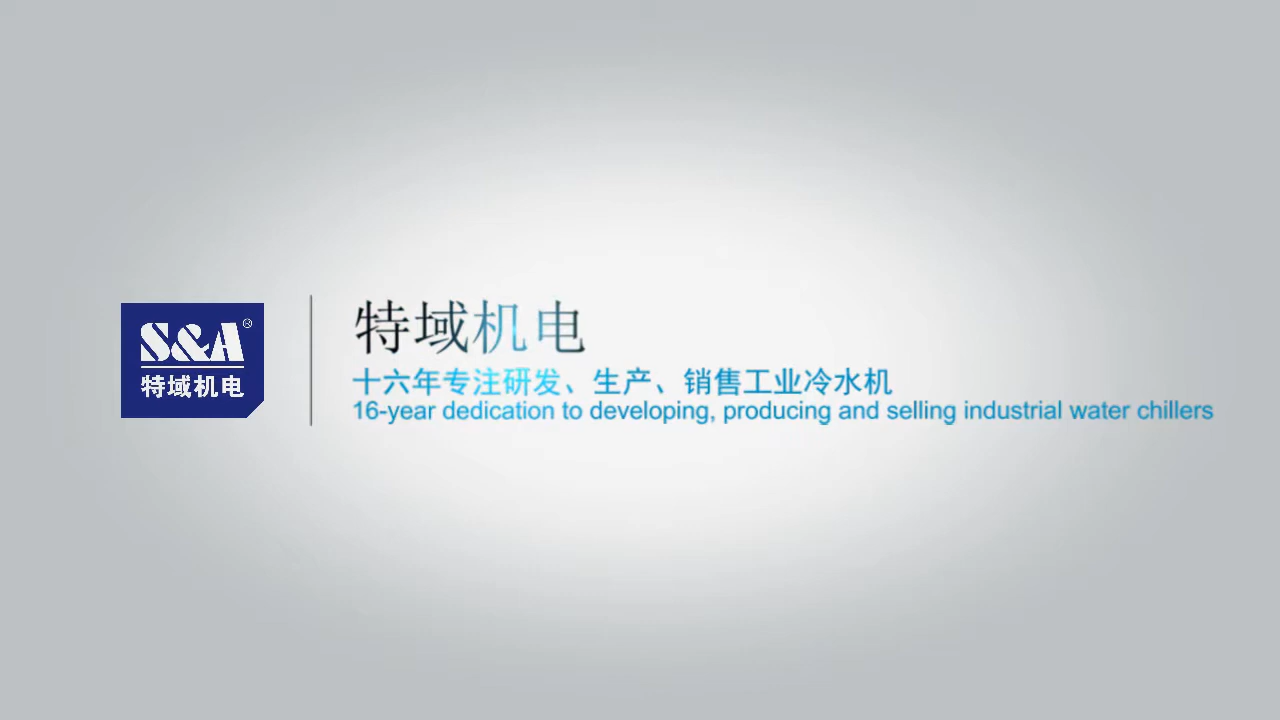 S&A®
特域机电
特域机电
十六年专注研发、生产、销售工业冷水机
16-year dedication to developing, producing and selling industrial water chillers